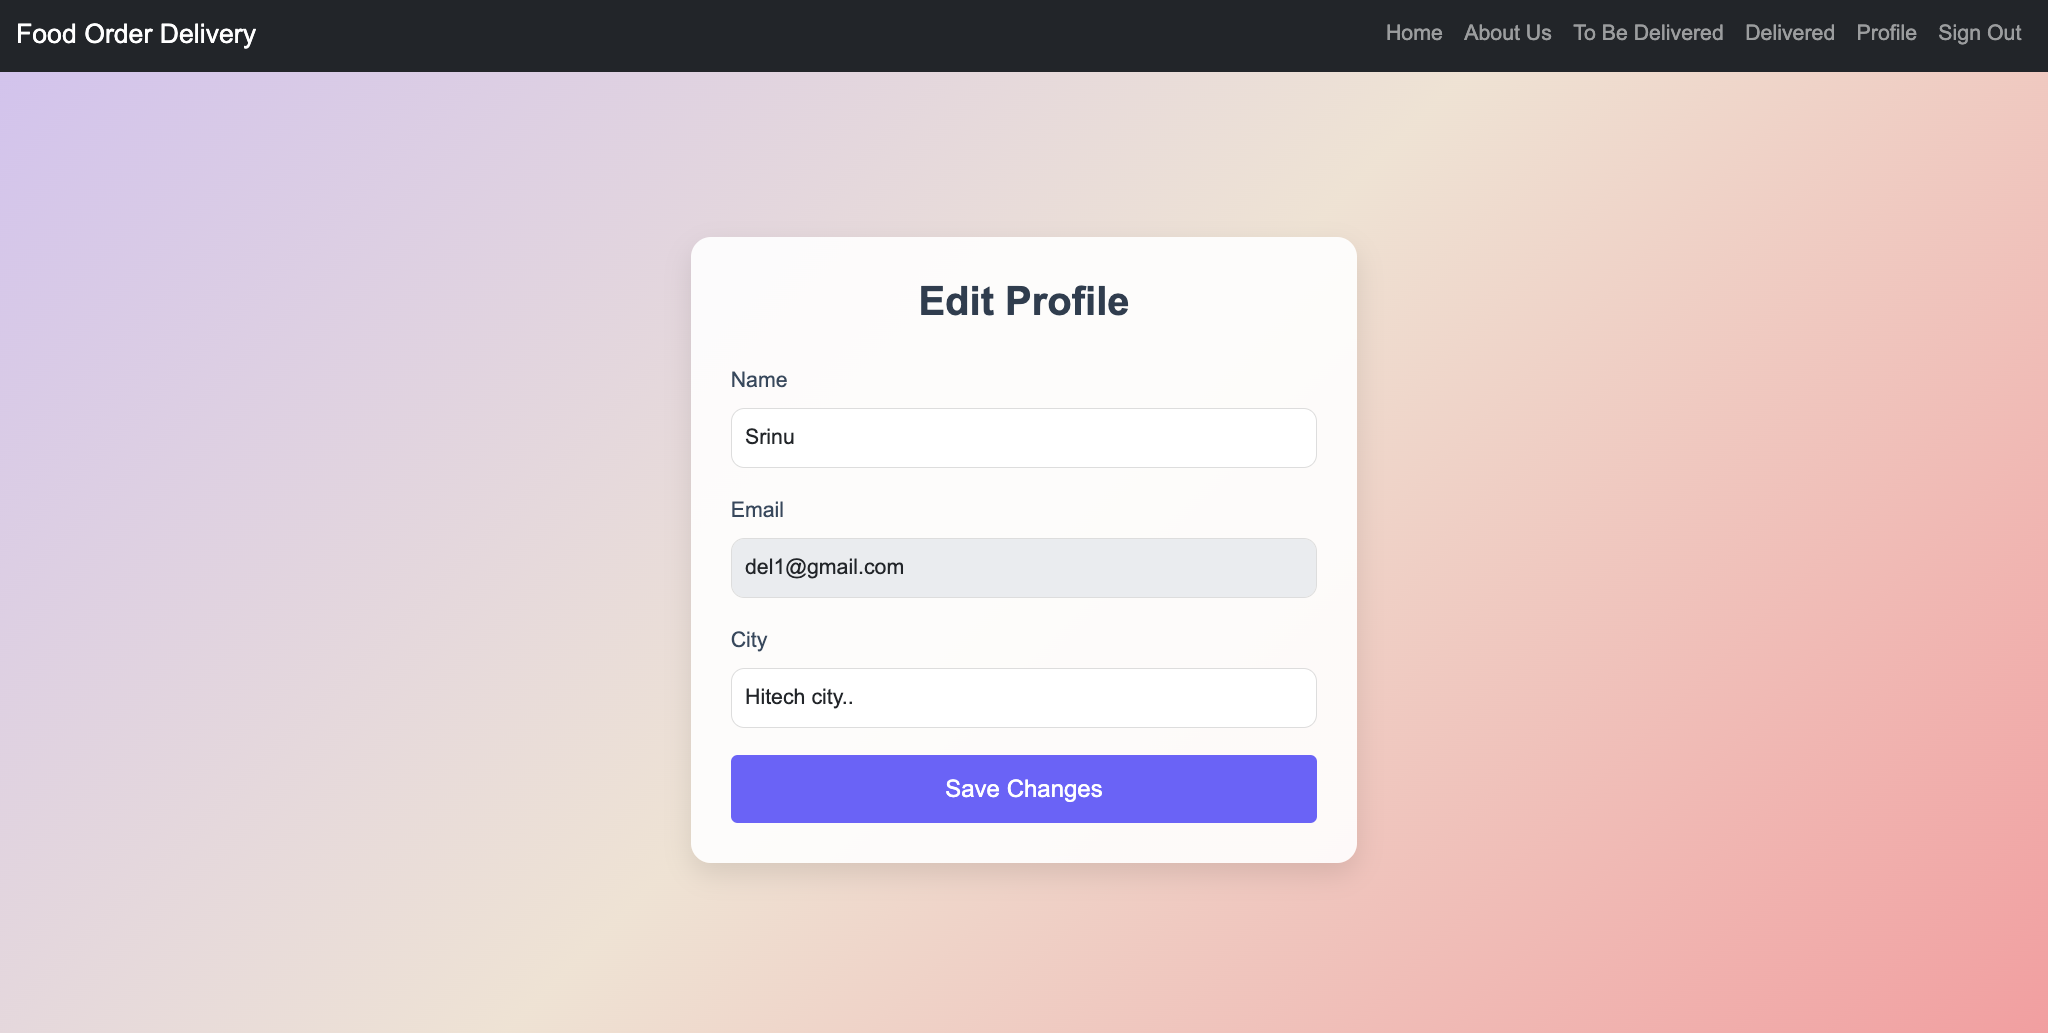 Food Order Delivery
Home About Us To Be Delivered Delivered Profile Sign Out
Edit Profile
Name
Srinu
Email
del1@gmail.com
City
Hitech city..
Save Changes